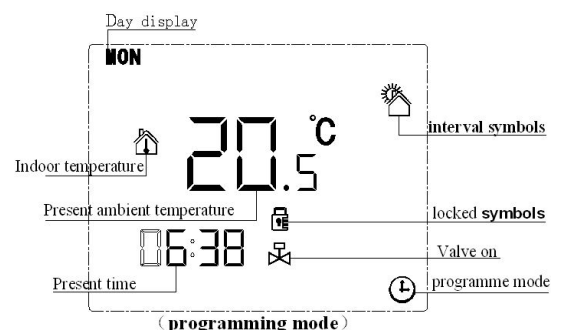 Day display
MON
20.5 °C
interval symbols
Indoor temperature
Present ambient temperature
locked symbols
06:38
Valve on
Present time
programme mode
(programming mode)